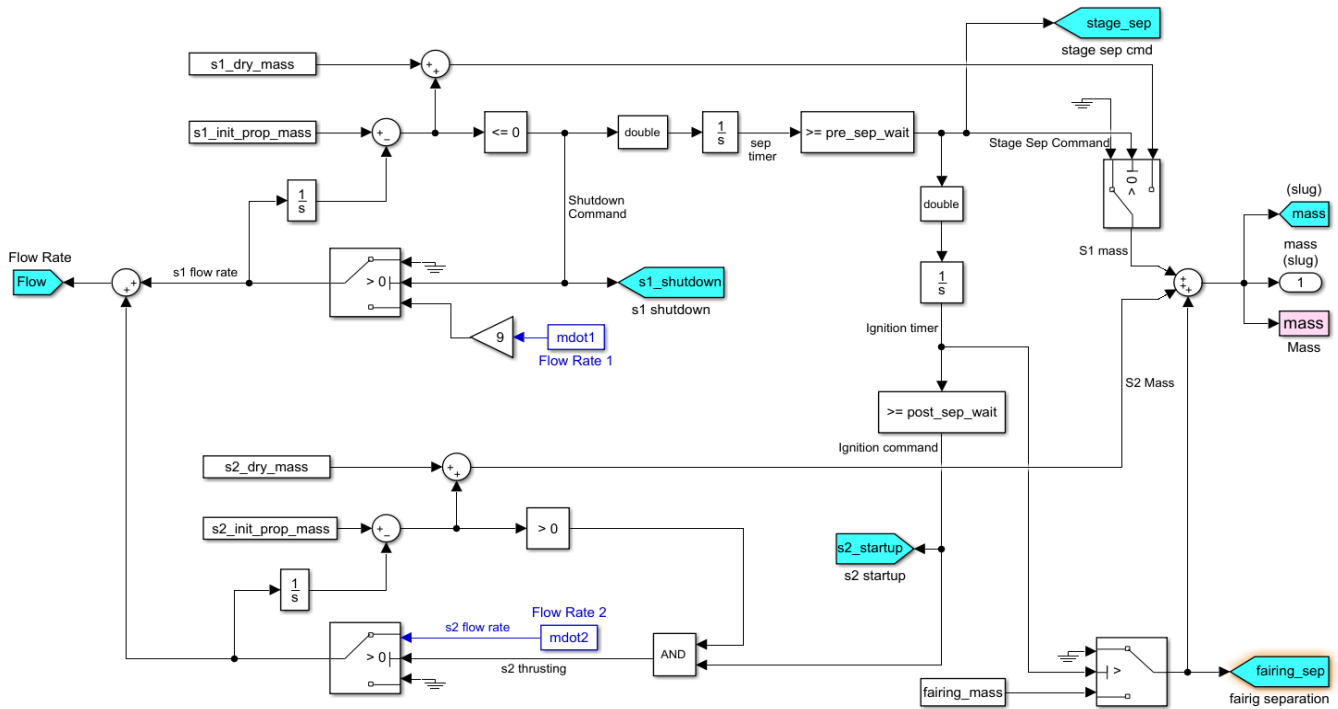 stage_sep
stage sep cmd
s1_dry_mass
s1_init_prop_mass
<= 0
double
1
s
sep
timer
>= pre_sep_wait
Stage Sep Command
> 0
double
1
s
Shutdown
Command
1
s
(slug)
mass
mass
(slug)
1
mass
Mass
S1 mass
Flow Rate
Flow
s1 flow rate
> 0
s1_shutdown
s1 shutdown
9
mdot1
Flow Rate 1
1
s
Ignition timer
>= post_sep_wait
Ignition command
S2 Mass
s2_dry_mass
s2_init_prop_mass
> 0
s2_startup
s2 startup
1
s
Flow Rate 2
mdot2
s2 flow rate
> 0
s2 thrusting
AND
>
fairing_mass
fairing_sep
fairig separation